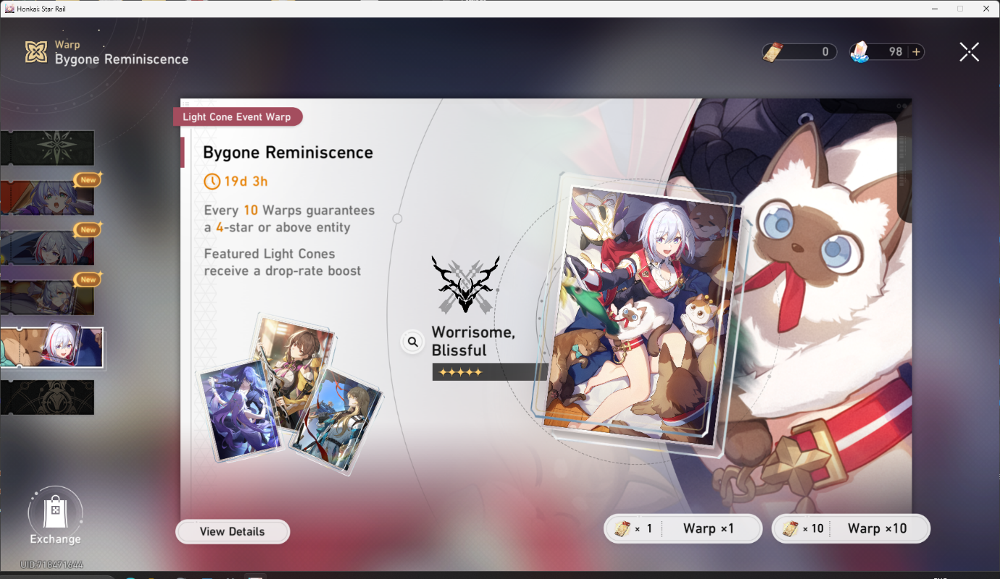 Honkai: Star Rail
Warp
Bygone Reminiscence
0
98
Light Cone Event Warp
Bygone Reminiscence
19d 3h
Every 10 Warps guarantees
a 4-star or above entity
Featured Light Cones
receive a drop-rate boost
New
New
New
Worrisome,
Blissful
Exchange
View Details
× 1 Warp ×1
× 10 Warp ×10
UID:718471644